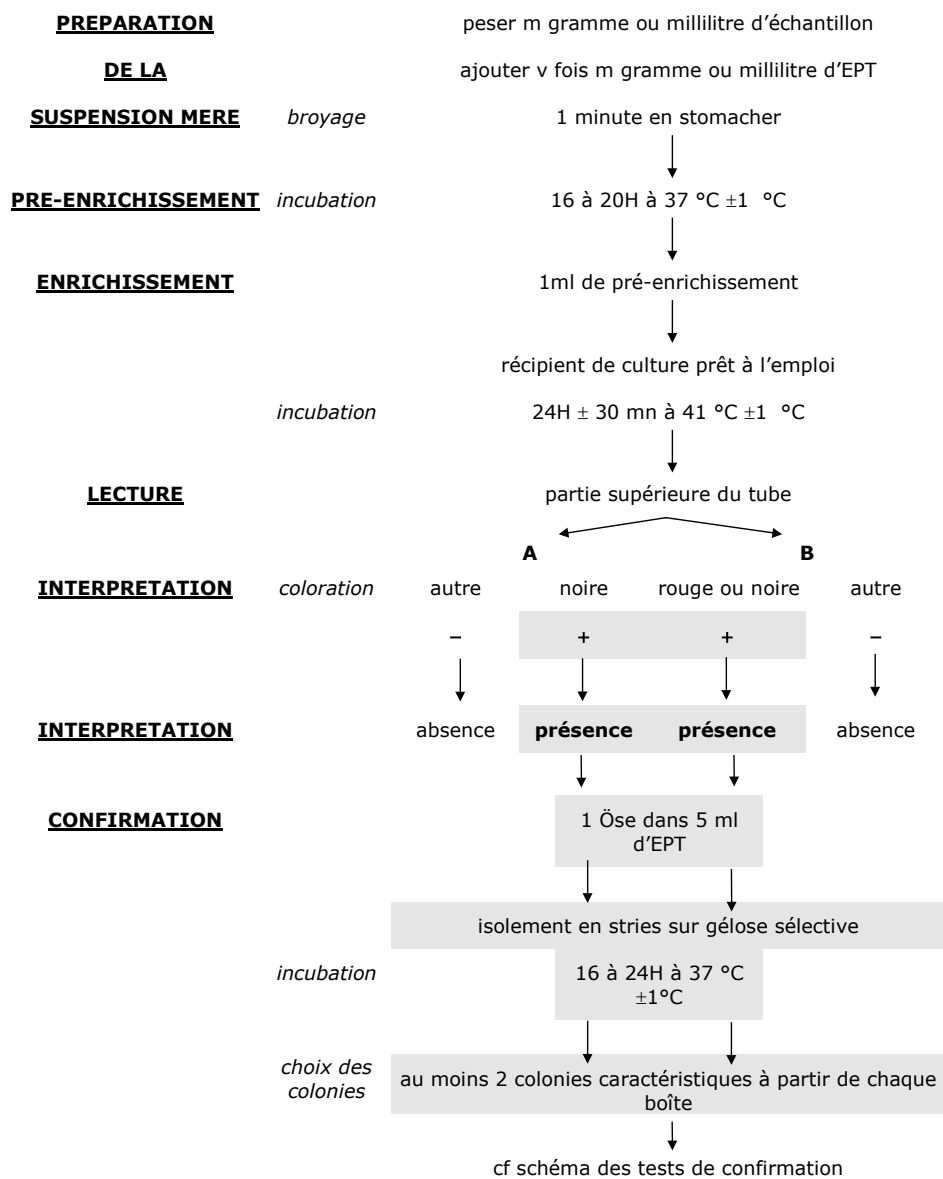 PREPARATION peser m gramme ou millilitre d'échantillon
DE LA ajouter v fois m gramme ou millilitre d'EPT
SUSPENSION MERE broyage 1 minute en stomacher
PRE-ENRICHISSEMENT incubation 16 à 20H à 37 °C ±1 °C
ENRICHISSEMENT 1ml de pré-enrichissement
récipient de culture prêt à l'emploi
incubation 24H ± 30 mn à 41 °C ±1 °C
LECTURE partie supérieure du tube
A B
INTERPRETATION coloration autre noire rouge ou noire autre
– + + –
INTERPRETATION absence présence présence absence
CONFIRMATION 1 Öse dans 5 ml
d'EPT
isolement en stries sur gélose sélective
incubation 16 à 24H à 37 °C
±1°C
choix des
colonies au moins 2 colonies caractéristiques à partir de chaque
boîte
cf schéma des tests de confirmation